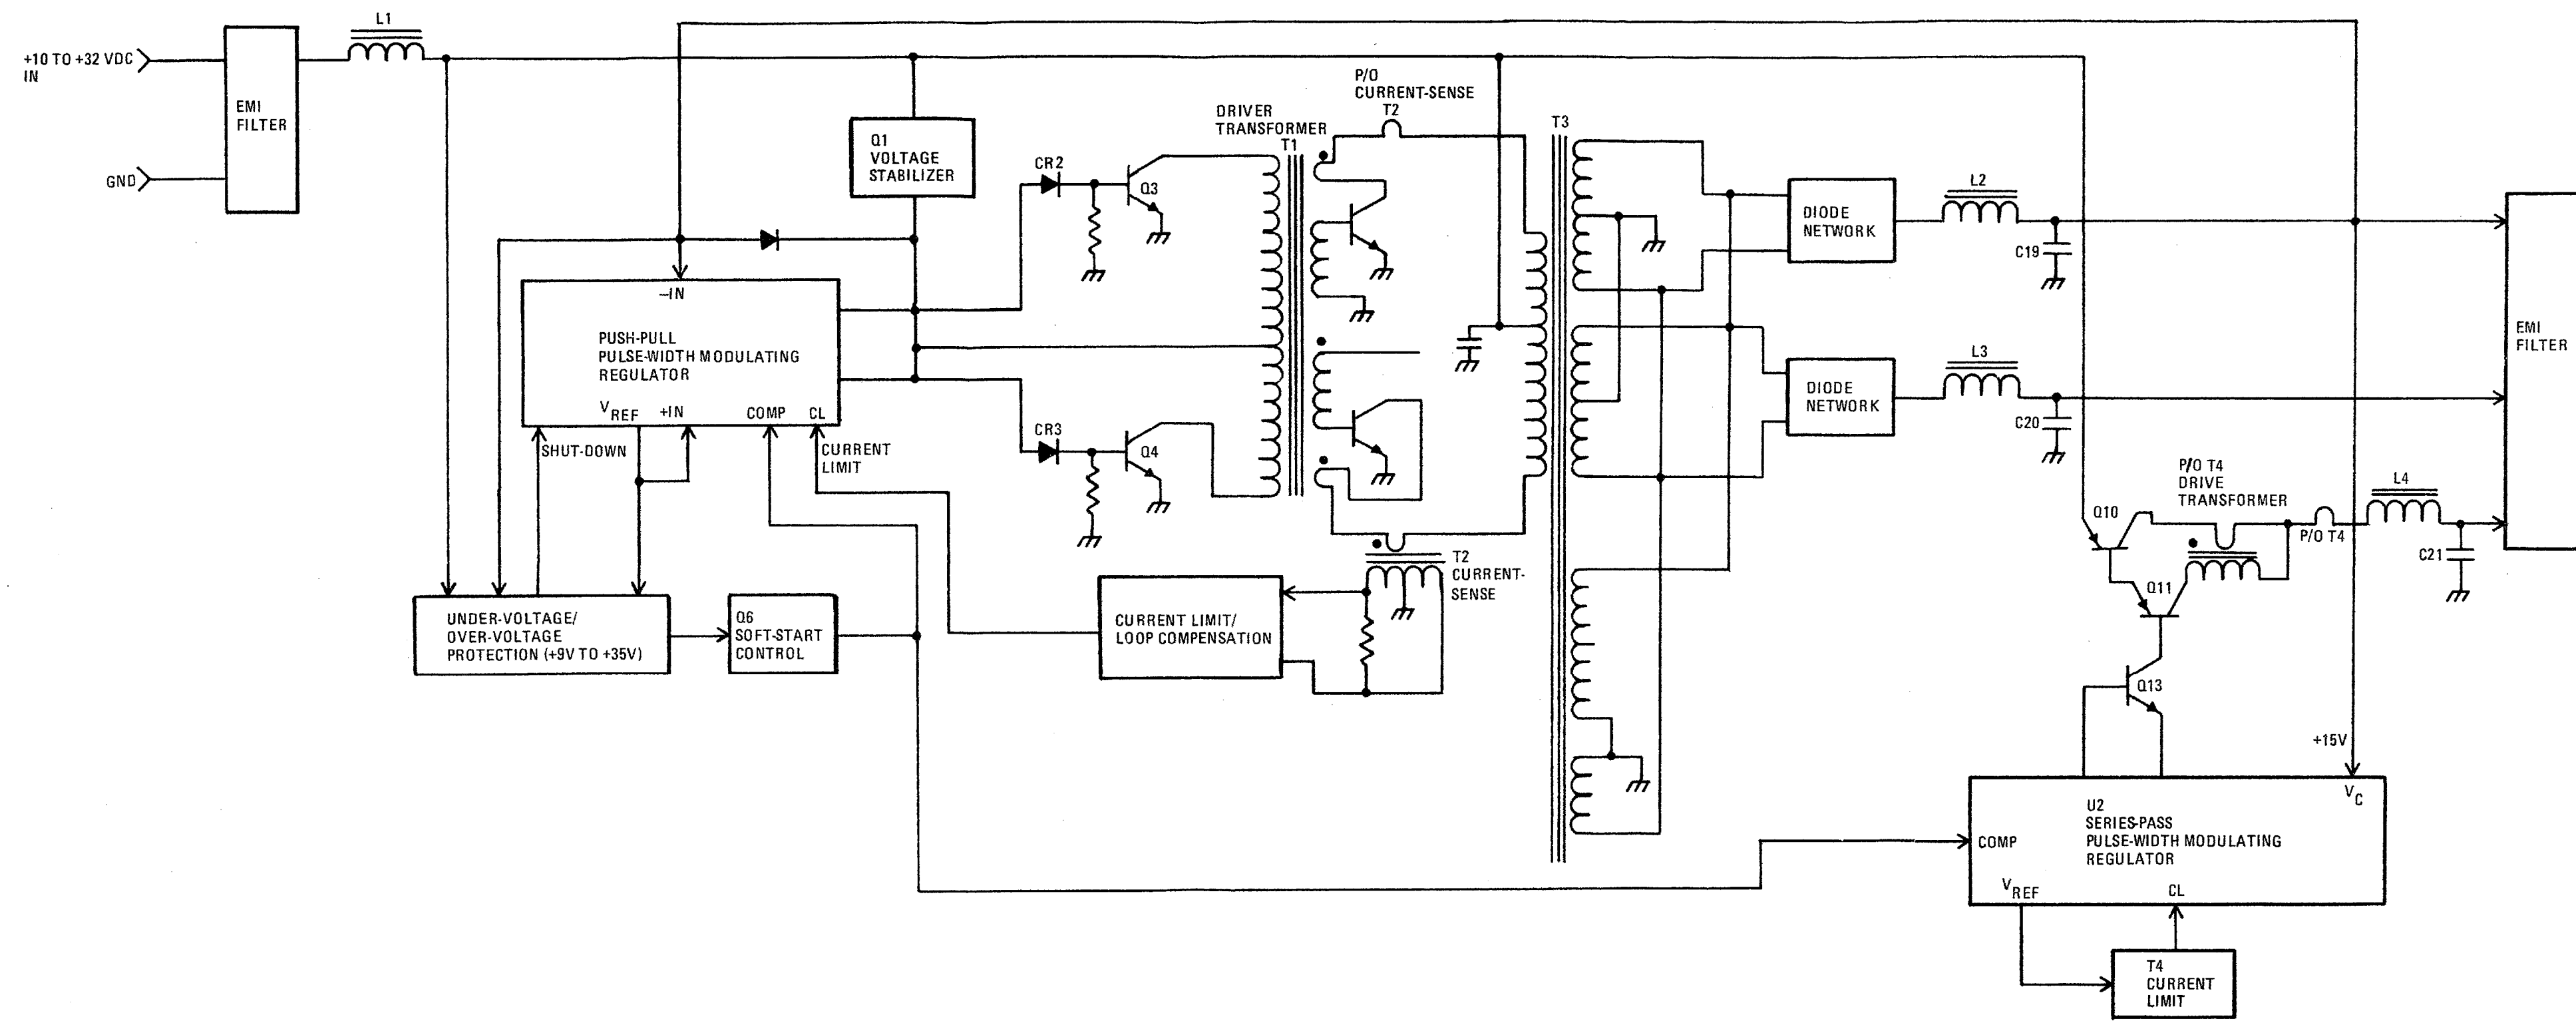 +10 TO +32 VDC
IN
GND
EMI
FILTER
L1
Q1
VOLTAGE
STABILIZER
–IN
PUSH-PULL
PULSE-WIDTH MODULATING
REGULATOR
VREF
+IN
COMP
CL
SHUT-DOWN
CURRENT
LIMIT
UNDER-VOLTAGE/
OVER-VOLTAGE
PROTECTION (+9V TO +35V)
Q6
SOFT-START
CONTROL
CR2
Q3
CR3
Q4
DRIVER
TRANSFORMER
T1
P/O
CURRENT-SENSE
T2
T2
CURRENT-
SENSE
CURRENT LIMIT/
LOOP COMPENSATION
T3
DIODE
NETWORK
L2
C19
DIODE
NETWORK
L3
C20
EMI
FILTER
P/O T4
DRIVE
TRANSFORMER
Q10
P/O T4
L4
C21
Q11
Q13
+15V
VC
U2
SERIES-PASS
PULSE-WIDTH MODULATING
REGULATOR
COMP
VREF
CL
T4
CURRENT
LIMIT